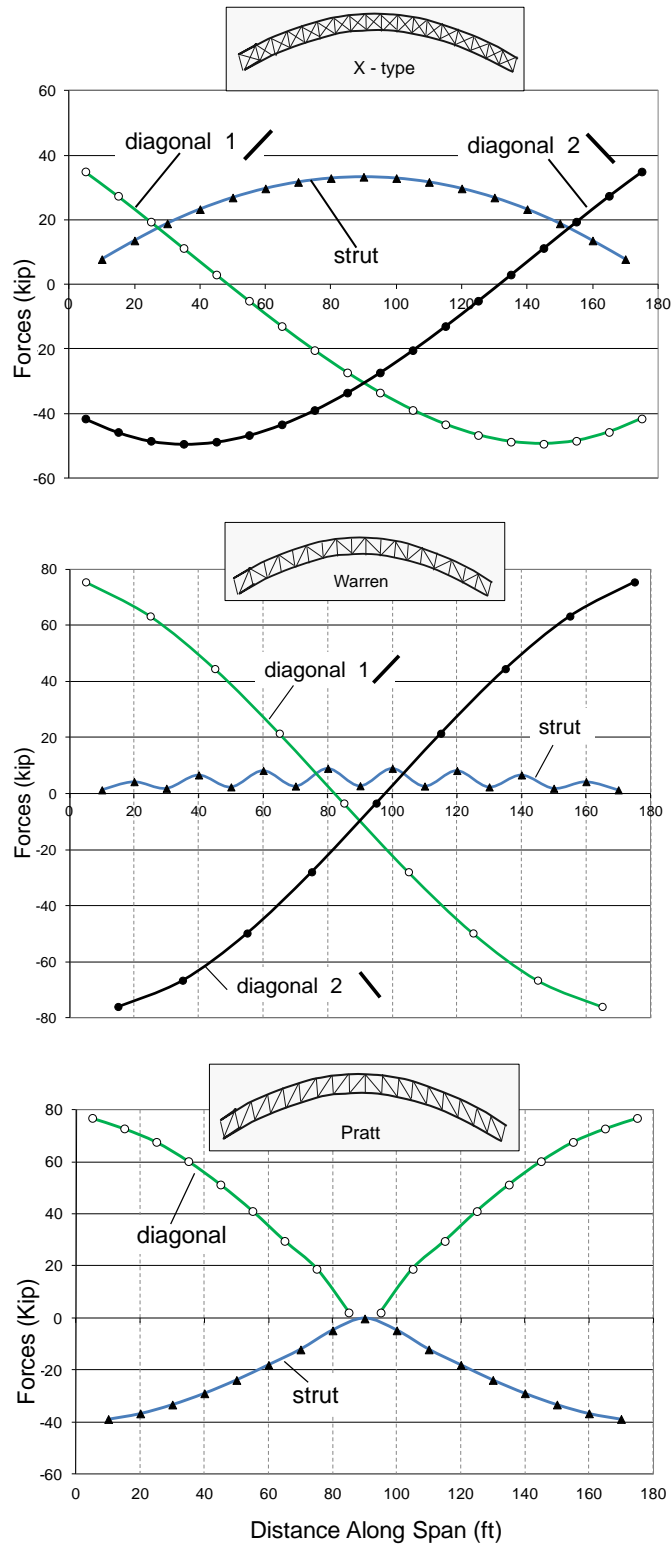 X - type
60
diagonal 1
diagonal 2
40
20
strut
0
0 20 40 60 80 100 120 140 160 180
20
-40
-60
Forces (kip)
Warren
80
60
diagonal 1
40
20
strut
0
0 20 40 60 80 100 120 140 160 180
-20
-40
-60
diagonal 2
-80
Forces (kip)
Pratt
80
60
40
diagonal
20
0
0 20 40 60 80 100 120 140 160 180
-20
strut
-40
-60
Forces (Kip)
Distance Along Span (ft)